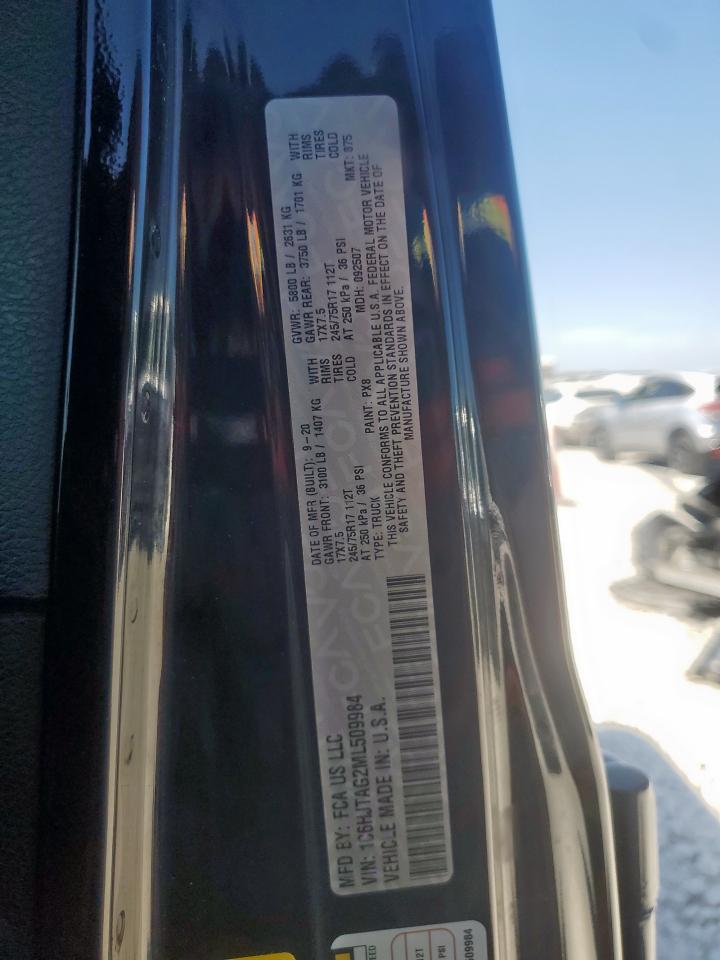 MFD BY: FCA US LLC
DATE OF MFR (BUILT): 9-20
GVWR: 5800 LB / 2631 KG
GAWR FRONT: 3100 LB / 1407 KG WITH
GAWR REAR: 3750 LB / 1701 KG WITH
17X7.5 RIMS
17X7.5 RIMS
245/75R17 112T TIRES
245/75R17 112T TIRES
AT 250 kPa / 36 PSI COLD
AT 250 kPa / 36 PSI COLD
VIN: 1C6HJTAG2ML509984
TYPE: TRUCK PAINT: PX8 MDH: 092507 MKT: 875
VEHICLE MADE IN: U.S.A.
THIS VEHICLE CONFORMS TO ALL APPLICABLE U.S.A. FEDERAL MOTOR VEHICLE
SAFETY AND THEFT PREVENTION STANDARDS IN EFFECT ON THE DATE OF
MANUFACTURE SHOWN ABOVE.
12T
PSI
509984